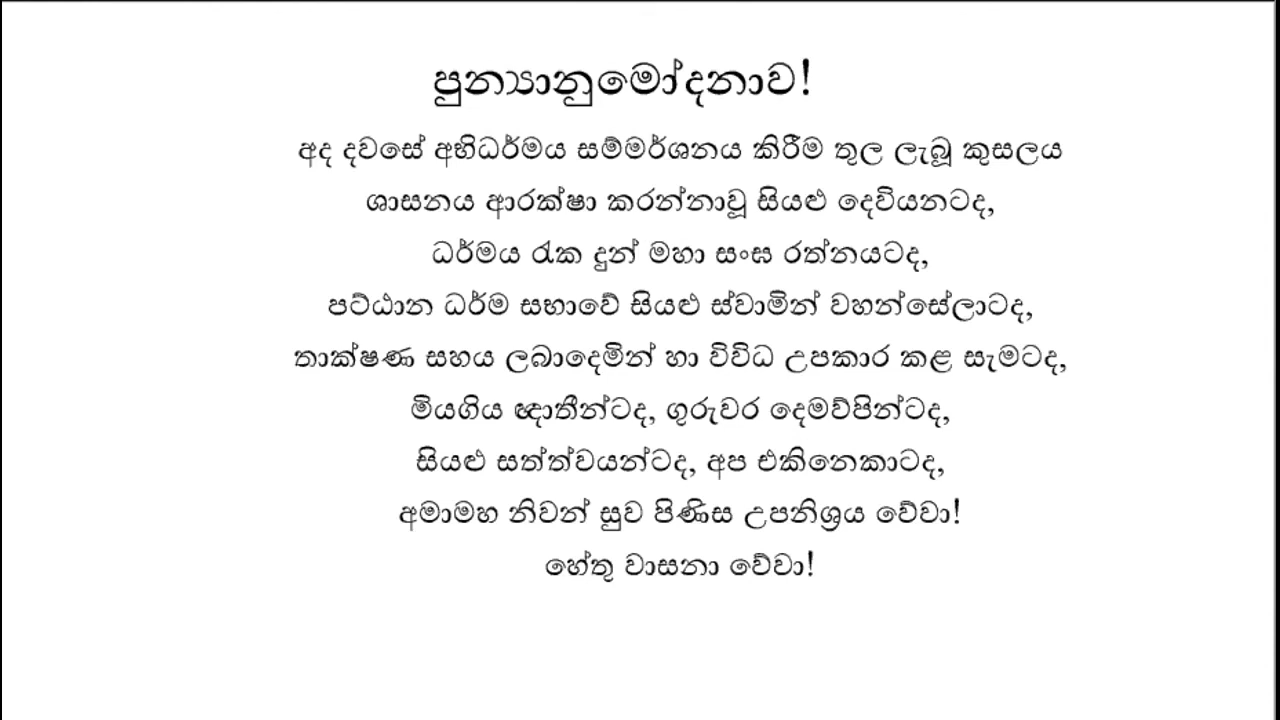 පුන්‍යානුමෝදනාව!
අද දවසේ අභිධර්මය සම්මර්ශනය කිරීම තුල ලැබූ කුසලය
ශාසනය ආරක්ෂා කරන්නාවූ සියළු දෙවියනටද,
ධර්මය රැක දුන් මහා සංඝ රත්නයටද,
පට්ඨාන ධර්ම සභාවේ සියළු ස්වාමින් වහන්සේලාටද,
තාක්ෂණ සහය ලබාදෙමින් හා විවිධ උපකාර කළ සැමටද,
මියගිය ඥාතීන්ටද, ගුරුවර දෙමව්පින්ටද,
සියළු සත්ත්වයන්ටද, අප එකිනෙකාටද,
අමාමහ නිවන් සුව පිණිස උපනිශ්‍රය වේවා!
හේතු වාසනා වේවා!